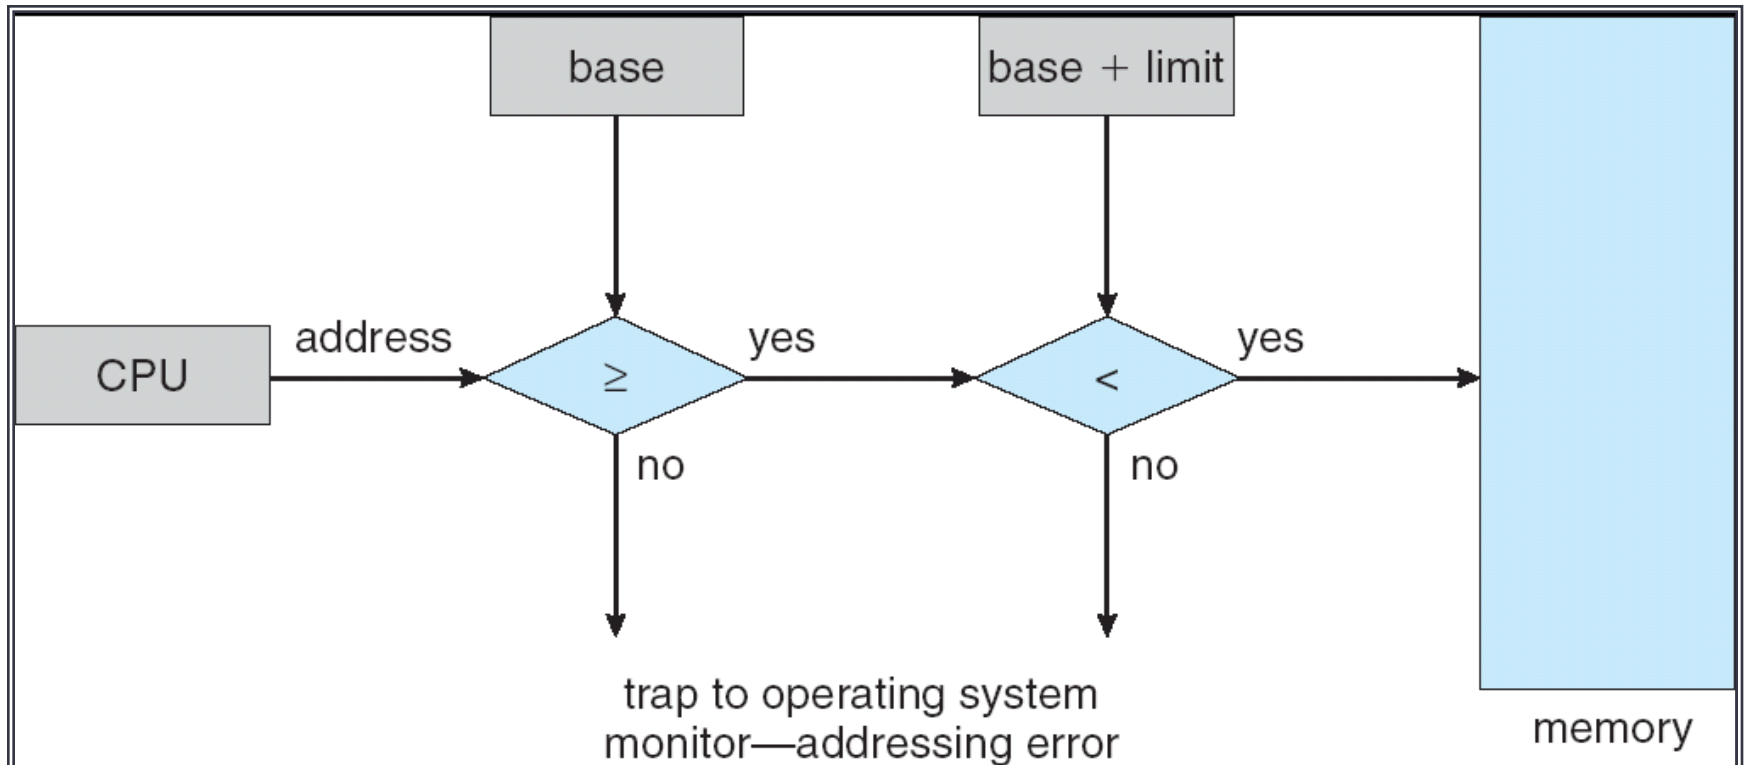 base
base + limit
address
yes
yes
CPU
≥
<
no
no
trap to operating system
monitor—addressing error
memory